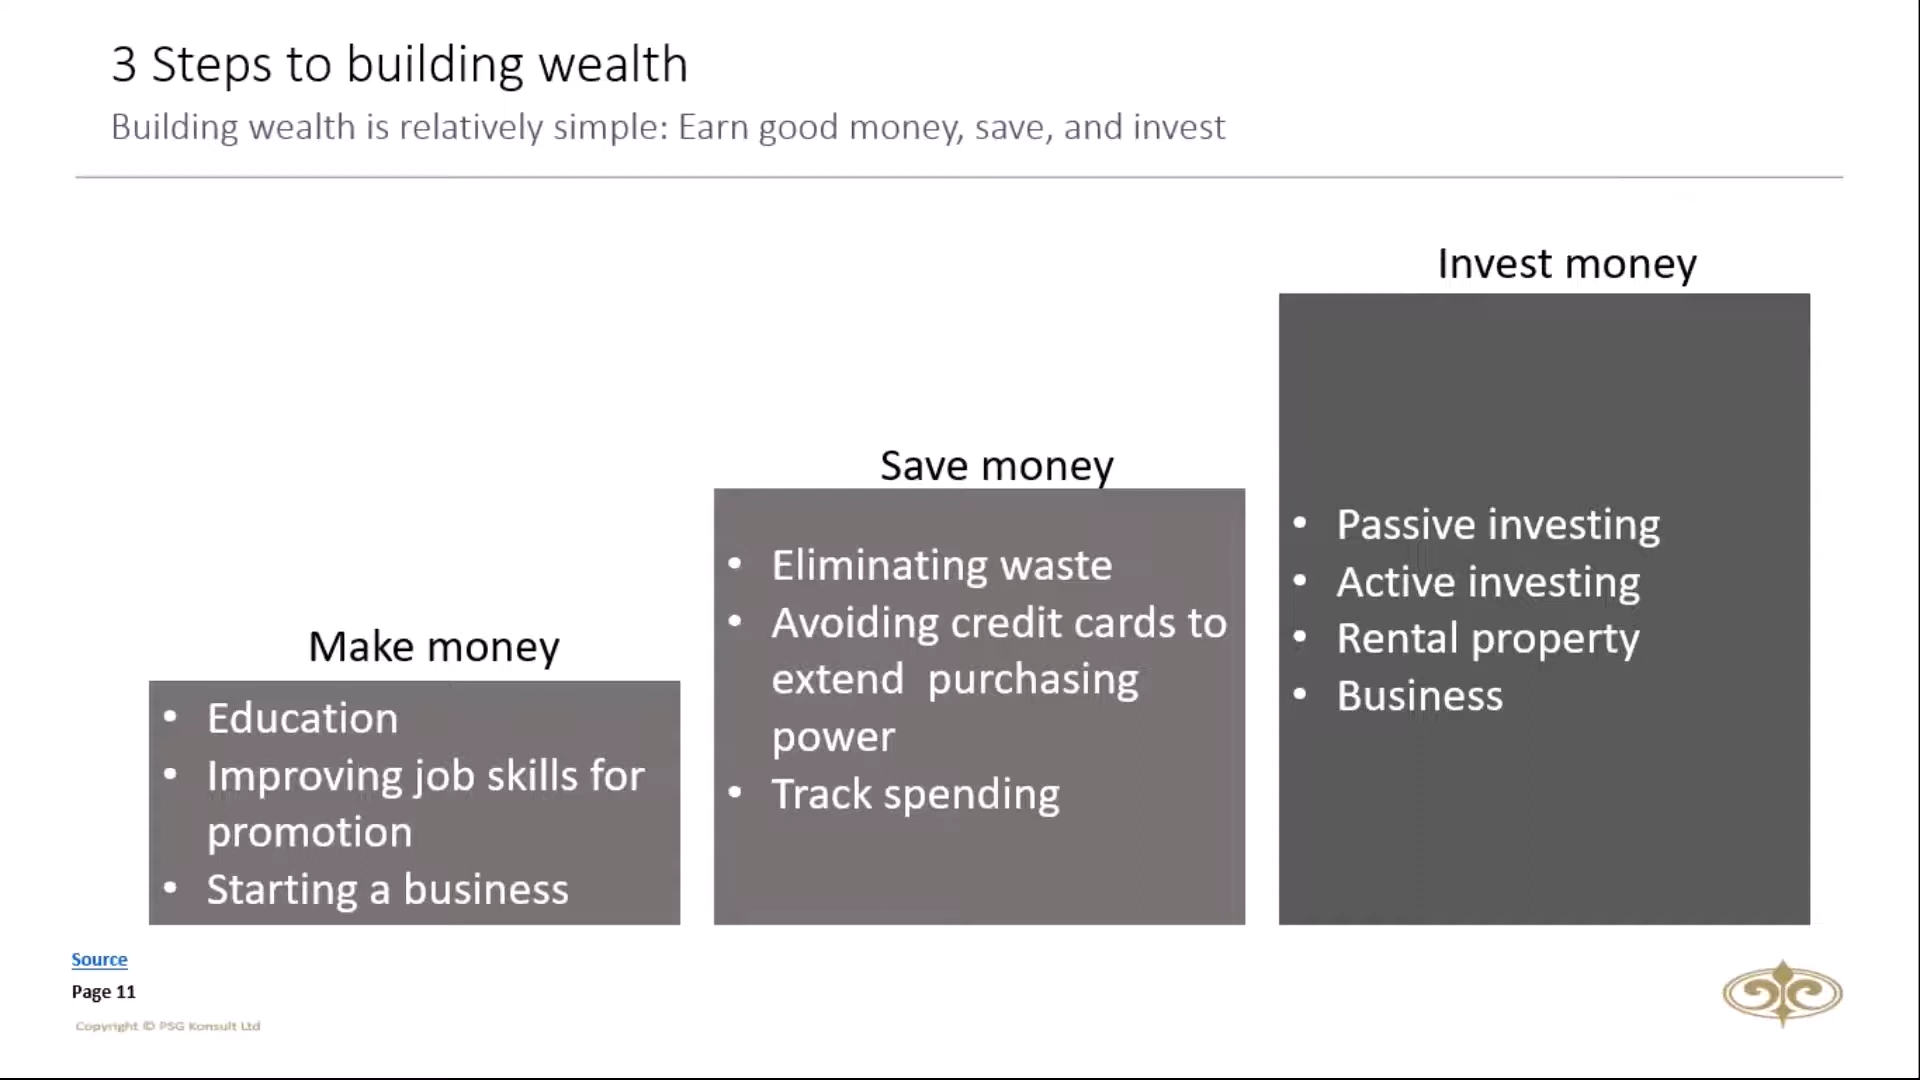 3 Steps to building wealth
Building wealth is relatively simple: Earn good money, save, and invest
Make money
• Education
• Improving job skills for
promotion
• Starting a business
Save money
• Eliminating waste
• Avoiding credit cards to
extend  purchasing
power
• Track spending
Invest money
• Passive investing
• Active investing
• Rental property
• Business
Source
Page 11
Copyright © PSG Konsult Ltd